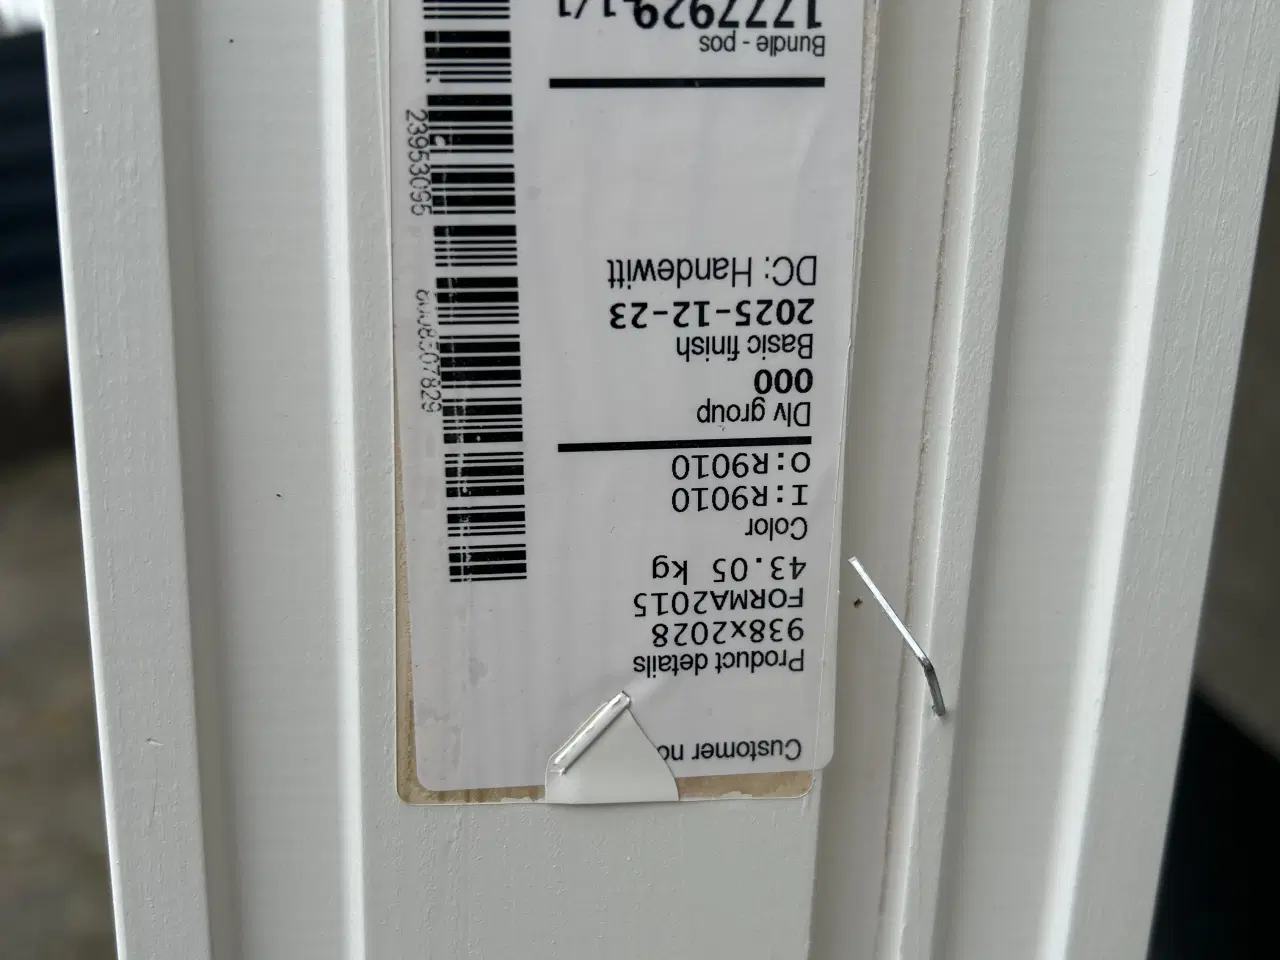 Customer no
Product details
938x2028
FORMA2015
43.05 kg
Color
I:R9010
O:R9010
Dlv group
000
Basic finish
2025-12-23
DC: Handewitt
Bundle - pos
1777929-1/1
23953095